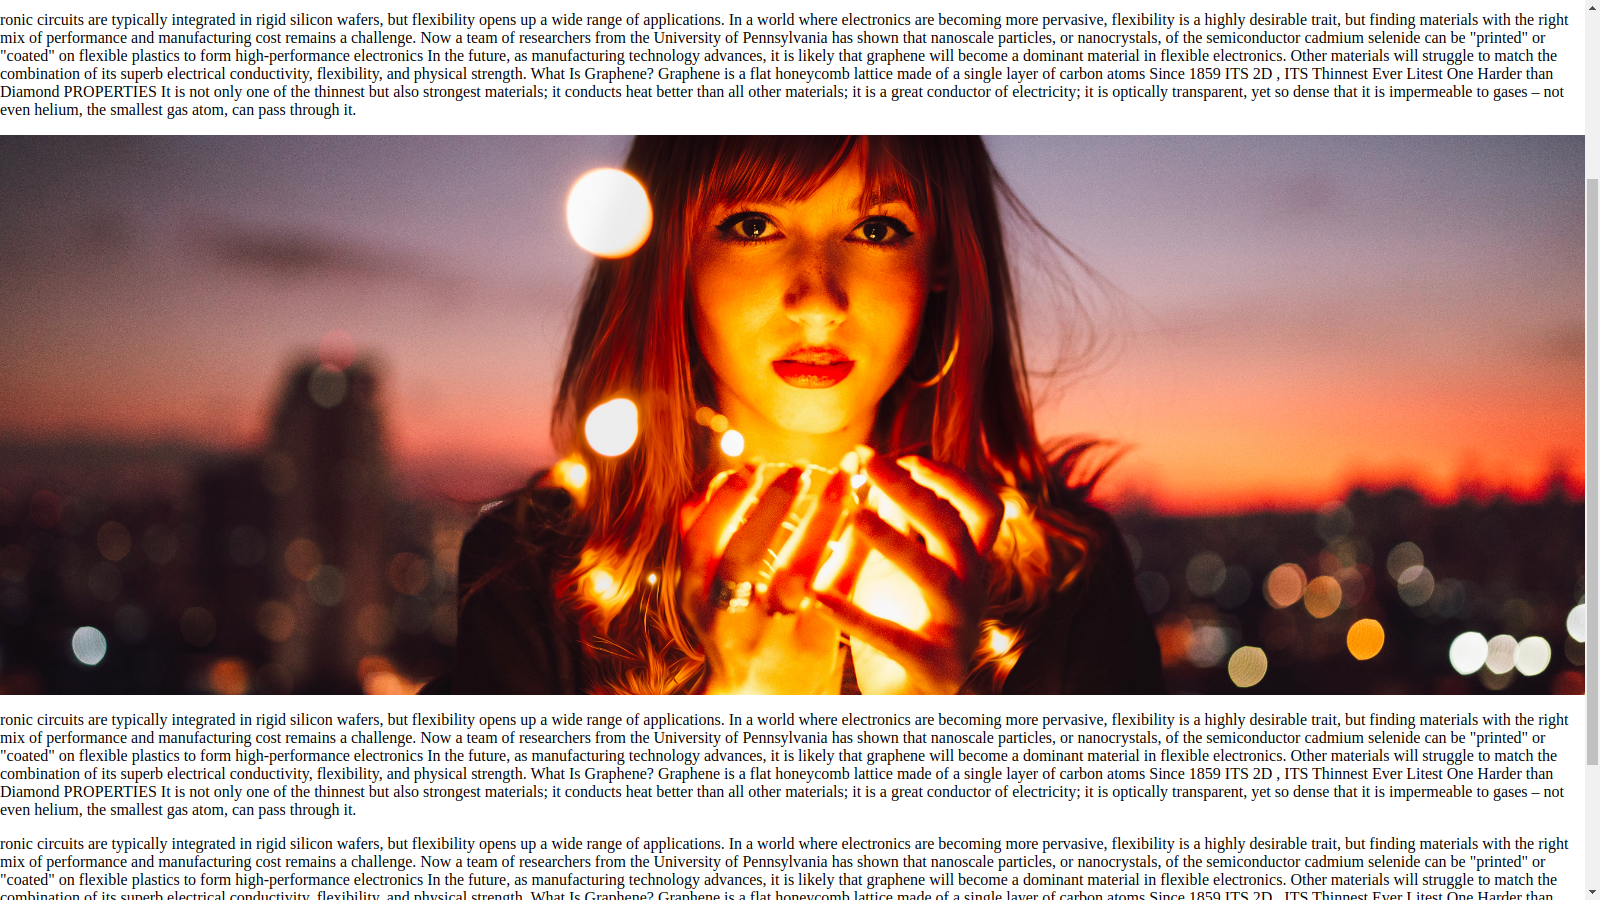 ronic circuits are typically integrated in rigid silicon wafers, but flexibility opens up a wide range of applications. In a world where electronics are becoming more pervasive, flexibility is a highly desirable trait, but finding materials with the right
mix of performance and manufacturing cost remains a challenge. Now a team of researchers from the University of Pennsylvania has shown that nanoscale particles, or nanocrystals, of the semiconductor cadmium selenide can be "printed" or
"coated" on flexible plastics to form high-performance electronics In the future, as manufacturing technology advances, it is likely that graphene will become a dominant material in flexible electronics. Other materials will struggle to match the
combination of its superb electrical conductivity, flexibility, and physical strength. What Is Graphene? Graphene is a flat honeycomb lattice made of a single layer of carbon atoms Since 1859 ITS 2D , ITS Thinnest Ever Litest One Harder than
Diamond PROPERTIES It is not only one of the thinnest but also strongest materials; it conducts heat better than all other materials; it is a great conductor of electricity; it is optically transparent, yet so dense that it is impermeable to gases – not
even helium, the smallest gas atom, can pass through it.
ronic circuits are typically integrated in rigid silicon wafers, but flexibility opens up a wide range of applications. In a world where electronics are becoming more pervasive, flexibility is a highly desirable trait, but finding materials with the right
mix of performance and manufacturing cost remains a challenge. Now a team of researchers from the University of Pennsylvania has shown that nanoscale particles, or nanocrystals, of the semiconductor cadmium selenide can be "printed" or
"coated" on flexible plastics to form high-performance electronics In the future, as manufacturing technology advances, it is likely that graphene will become a dominant material in flexible electronics. Other materials will struggle to match the
combination of its superb electrical conductivity, flexibility, and physical strength. What Is Graphene? Graphene is a flat honeycomb lattice made of a single layer of carbon atoms Since 1859 ITS 2D , ITS Thinnest Ever Litest One Harder than
Diamond PROPERTIES It is not only one of the thinnest but also strongest materials; it conducts heat better than all other materials; it is a great conductor of electricity; it is optically transparent, yet so dense that it is impermeable to gases – not
even helium, the smallest gas atom, can pass through it.
ronic circuits are typically integrated in rigid silicon wafers, but flexibility opens up a wide range of applications. In a world where electronics are becoming more pervasive, flexibility is a highly desirable trait, but finding materials with the right
mix of performance and manufacturing cost remains a challenge. Now a team of researchers from the University of Pennsylvania has shown that nanoscale particles, or nanocrystals, of the semiconductor cadmium selenide can be "printed" or
"coated" on flexible plastics to form high-performance electronics In the future, as manufacturing technology advances, it is likely that graphene will become a dominant material in flexible electronics. Other materials will struggle to match the
combination of its superb electrical conductivity, flexibility, and physical strength. What Is Graphene? Graphene is a flat honeycomb lattice made of a single layer of carbon atoms Since 1859 ITS 2D , ITS Thinnest Ever Litest One Harder than